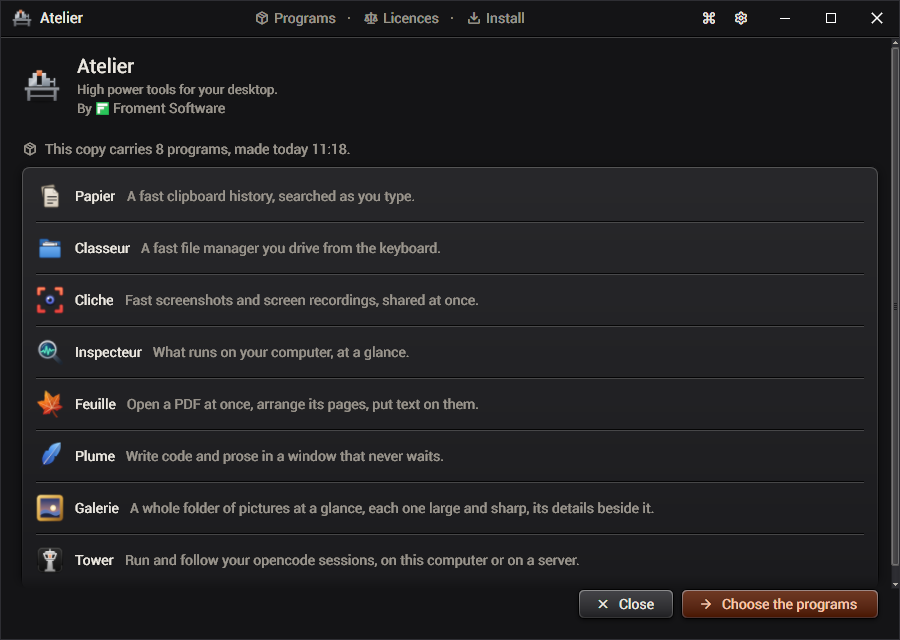 Atelier
Programs · Licences · Install
Atelier
High power tools for your desktop.
By Froment Software
This copy carries 8 programs, made today 11:18.
Papier A fast clipboard history, searched as you type.
Classeur A fast file manager you drive from the keyboard.
Cliche Fast screenshots and screen recordings, shared at once.
Inspecteur What runs on your computer, at a glance.
Feuille Open a PDF at once, arrange its pages, put text on them.
Plume Write code and prose in a window that never waits.
Galerie A whole folder of pictures at a glance, each one large and sharp, its details beside it.
Tower Run and follow your opencode sessions, on this computer or on a server.
Close
Choose the programs